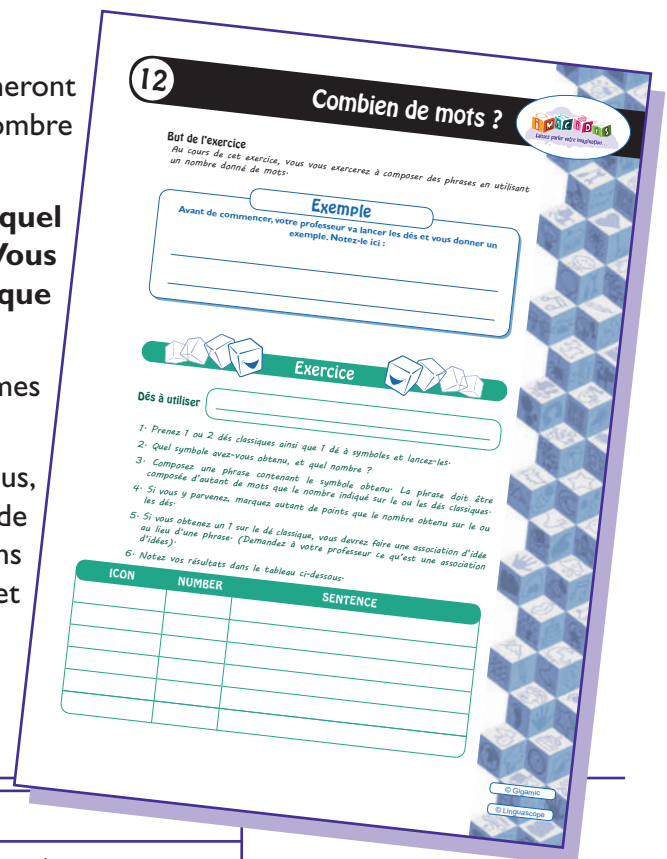 neront
ombre
quel
Vous
que
mes
us,
de
ns
et
12
Combien de mots ?
Laissez parler votre imagination...
But de l'exercice
Au cours de cet exercice, vous vous exercerez à composer des phrases en utilisant
un nombre donné de mots.
Exemple
Avant de commencer, votre professeur va lancer les dés et vous donner un
exemple. Notez-le ici :
Exercice
Dés à utiliser
1. Prenez 1 ou 2 dés classiques ainsi que 1 dé à symboles et lancez-les.
2. Quel symbole avez-vous obtenu, et quel nombre ?
3. Composez une phrase contenant le symbole obtenu. La phrase doit être
composée d'autant de mots que le nombre indiqué sur le ou les dés classiques.
4. Si vous y parvenez, marquez autant de points que le nombre obtenu sur le ou
les dés.
5. Si vous obtenez un 1 sur le dé classique, vous devrez faire une association d'idée
au lieu d'une phrase. (Demandez à votre professeur ce qu'est une association
d'idées).
6. Notez vos résultats dans le tableau ci-dessous.
ICON NUMBER SENTENCE
© Gigamic
© Linguascope